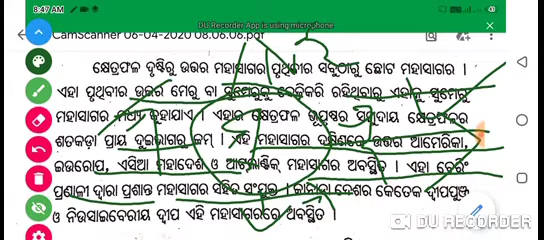 8:47 AM
DU Recorder App is using microphone
CamScanner 06-04-2020 08.06.06.pdf
କ୍ଷେତ୍ରଫଳ ଦୃଷ୍ଟିରୁ ଉତ୍ତର ମହାସାଗର ପୃଥିବୀର ସବୁଠାରୁ ଛୋଟ ମହାସାଗର ।
ଏହା ପୃଥିବୀର ଉତ୍ତର ମେରୁ ବା ସୁମେରୁକୁ ବେଢ଼ିକରି ରହିଥିବାରୁ ଏହାକୁ ସୁମେରୁ
ମହାସାଗର ମଧ୍ୟ କୁହାଯାଏ । ଏହାର କ୍ଷେତ୍ରଫଳ ଭୂପୃଷ୍ଠର ସମୁଦାୟ କ୍ଷେତ୍ରଫଳର
ଶତକଡ଼ା ପ୍ରାୟ ଦୁଇଭାଗରୁ କମ୍ । ଏହି ମହାସାଗର ଦକ୍ଷିଣରେ ଉତ୍ତର ଆମେରିକା,
ଇଉରୋପ, ଏସିଆ ମହାଦେଶ ଓ ଆଟଲାଣ୍ଟିକ୍ ମହାସାଗର ଅବସ୍ଥିତ । ଏହା ବେରିଂ
ପ୍ରଣାଳୀ ଦ୍ୱାରା ପ୍ରଶାନ୍ତ ମହାସାଗର ସହିତ ସଂଯୁକ୍ତ । କାନାଡା ଦେଶର କେତେକ ଦ୍ୱୀପପୁଞ୍ଜ
ଓ ନିଉସାଇବେରୀୟ ଦ୍ୱୀପ ଏହି ମହାସାଗରରେ ଅବସ୍ଥିତ ।
DU RECORDER